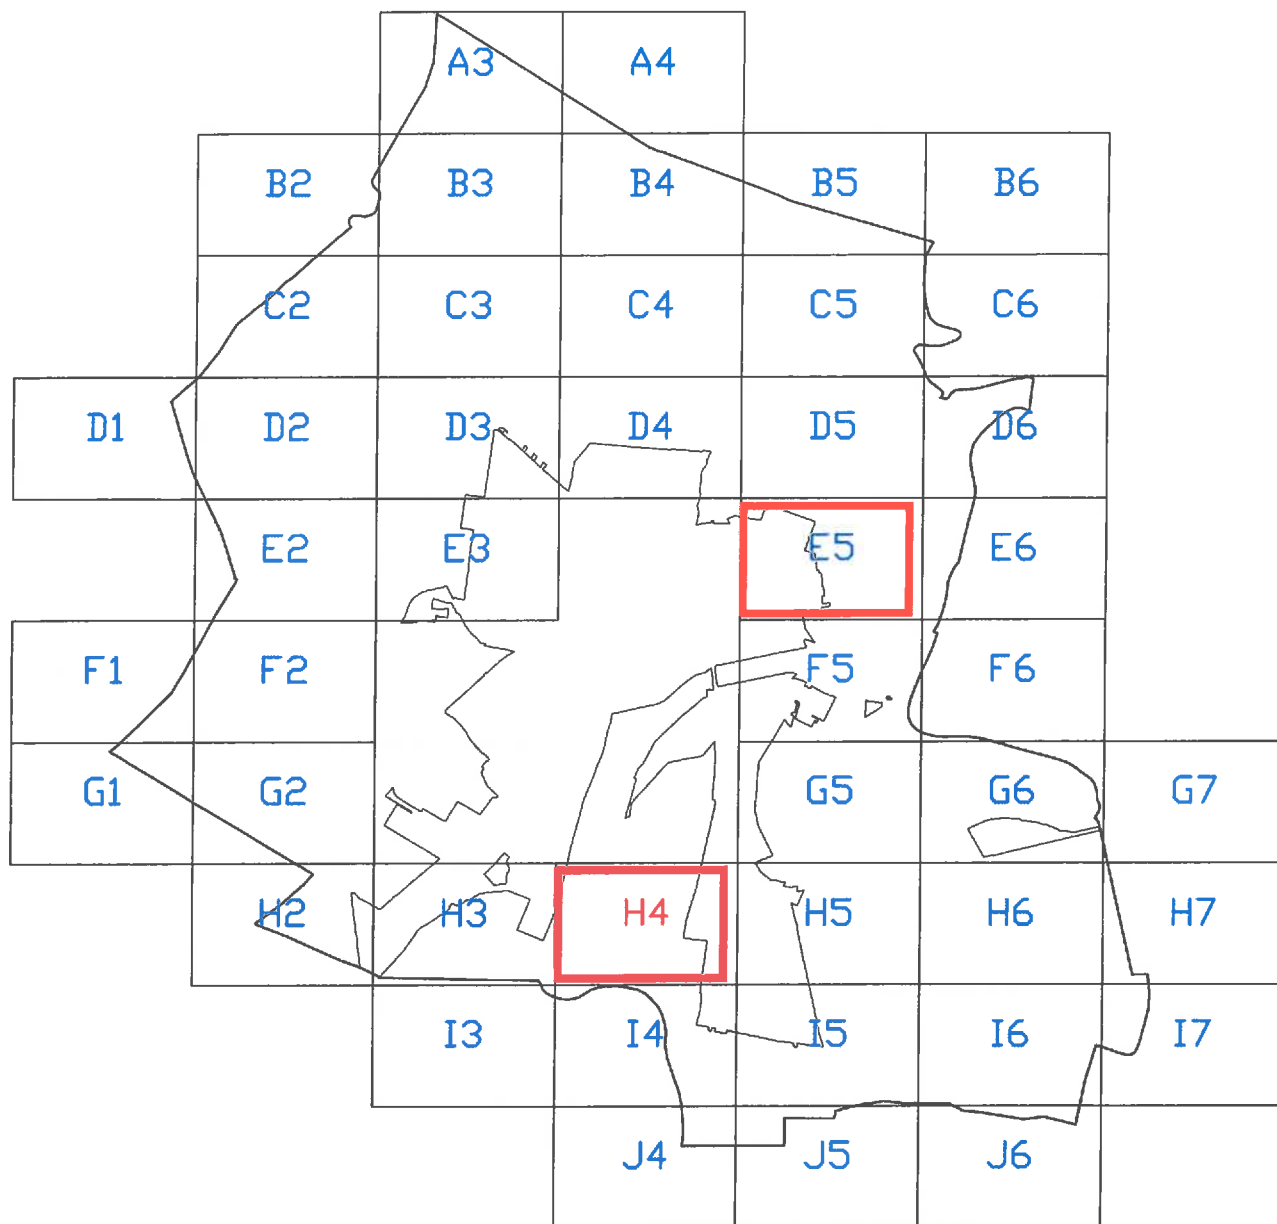 A3 A4
B2 B3 B4 B5 B6
C2 C3 C4 C5 C6
D1 D2 D3 D4 D5 D6
E2 E3 E5 E6
F1 F2 F5 F6
G1 G2 G5 G6 G7
H2 H3 H4 H5 H6 H7
I3 I4 I5 I6 I7
J4 J5 J6